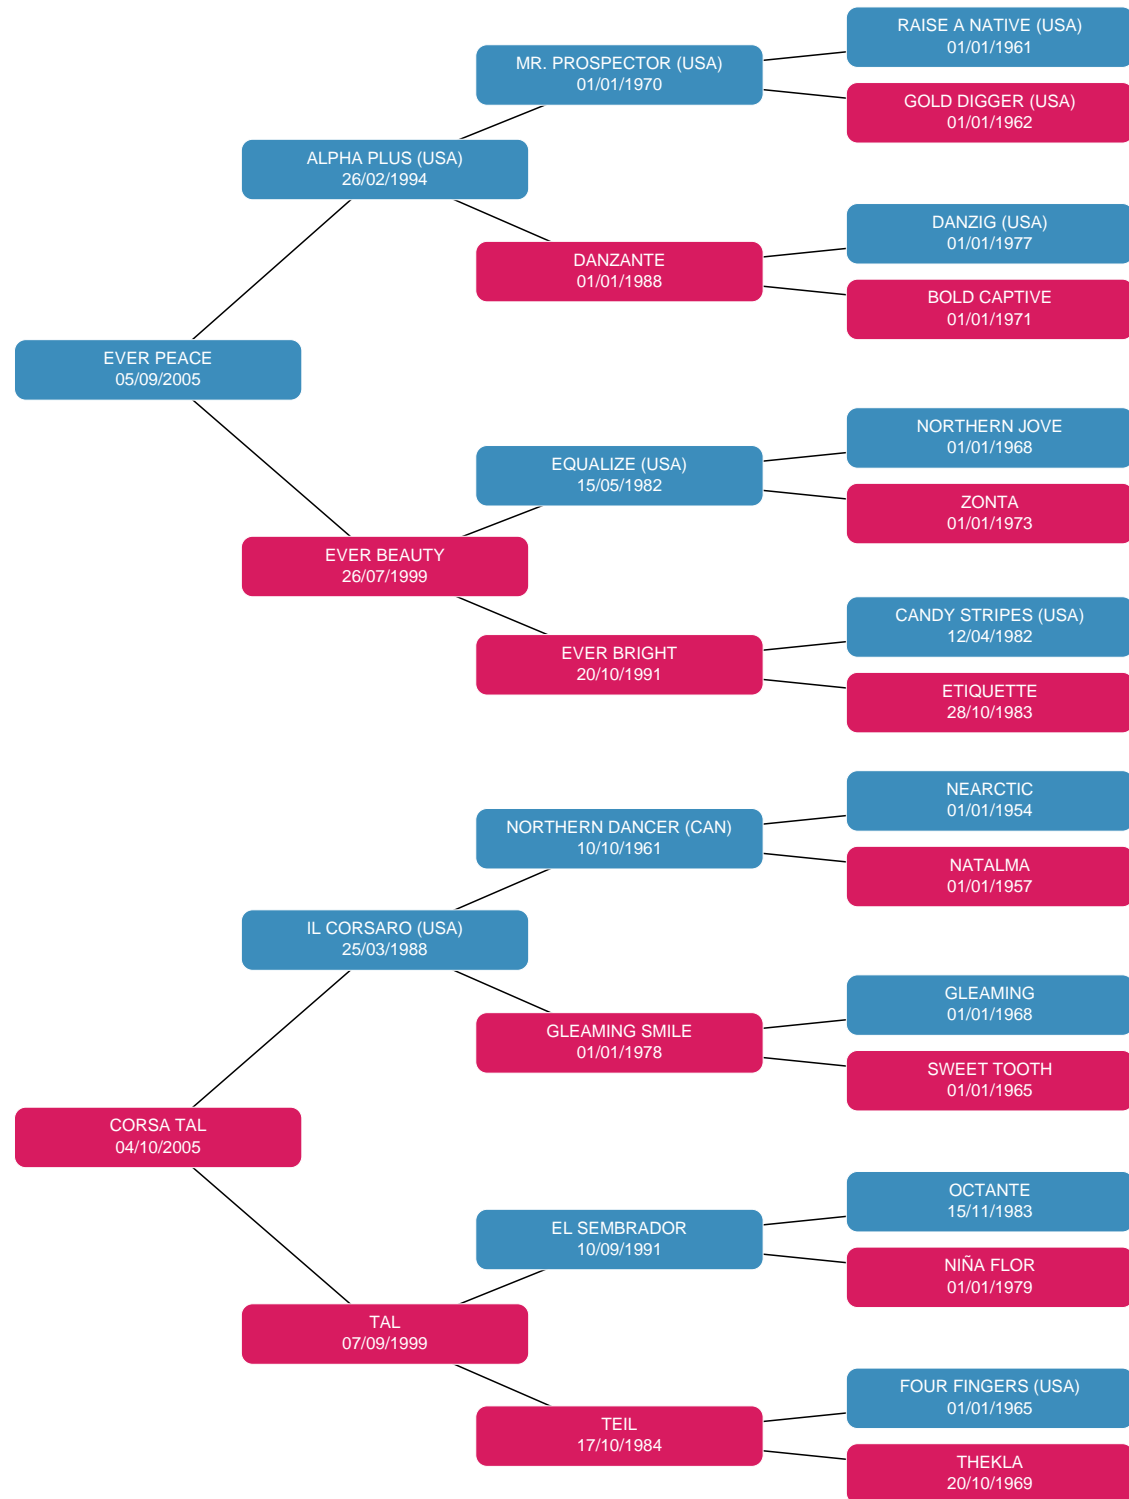 RAISE A NATIVE (USA)
01/01/1961
MR. PROSPECTOR (USA)
01/01/1970
GOLD DIGGER (USA)
01/01/1962
ALPHA PLUS (USA)
26/02/1994
DANZIG (USA)
01/01/1977
DANZANTE
01/01/1988
BOLD CAPTIVE
01/01/1971
EVER PEACE
05/09/2005
NORTHERN JOVE
01/01/1968
EQUALIZE (USA)
15/05/1982
ZONTA
01/01/1973
EVER BEAUTY
26/07/1999
CANDY STRIPES (USA)
12/04/1982
EVER BRIGHT
20/10/1991
ETIQUETTE
28/10/1983
NEARCTIC
01/01/1954
NORTHERN DANCER (CAN)
10/10/1961
NATALMA
01/01/1957
IL CORSARO (USA)
25/03/1988
GLEAMING
01/01/1968
GLEAMING SMILE
01/01/1978
SWEET TOOTH
01/01/1965
CORSA TAL
04/10/2005
OCTANTE
15/11/1983
EL SEMBRADOR
10/09/1991
NIÑA FLOR
01/01/1979
TAL
07/09/1999
FOUR FINGERS (USA)
01/01/1965
TEIL
17/10/1984
THEKLA
20/10/1969